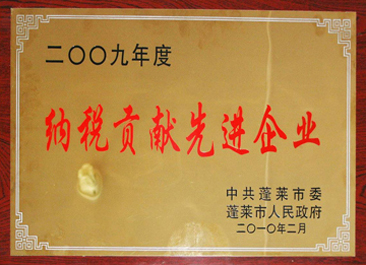 二〇〇九年度
纳税贡献先进企业
中共蓬莱市委
蓬莱市人民政府
二〇一〇年二月